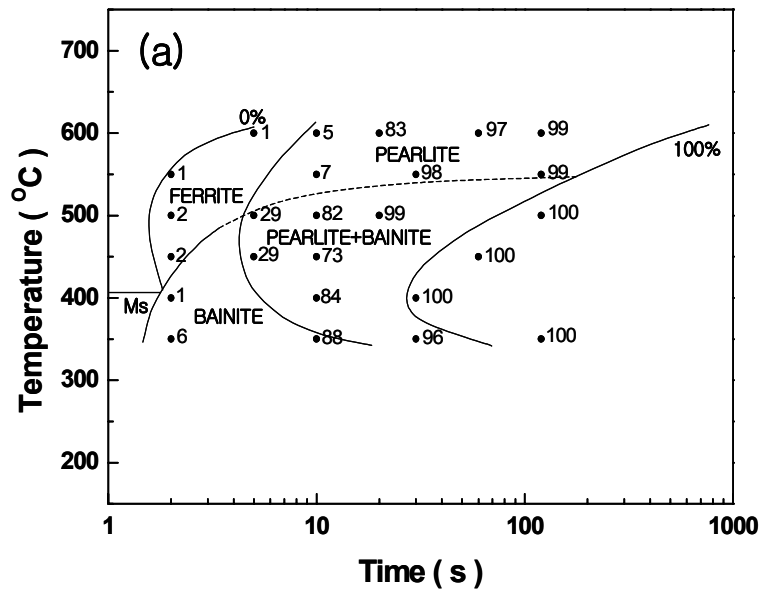 (a)
700
600
500
400
300
200
Temperature ( °C )
0%
1 5 83 97 99
PEARLITE
100%
1 7 98 99
FERRITE
2 29 82 99 100
PEARLITE+BAINITE
2 29 73 100
Ms
1 84 100
BAINITE
6 88 96 100
1 10 100 1000
Time ( s )